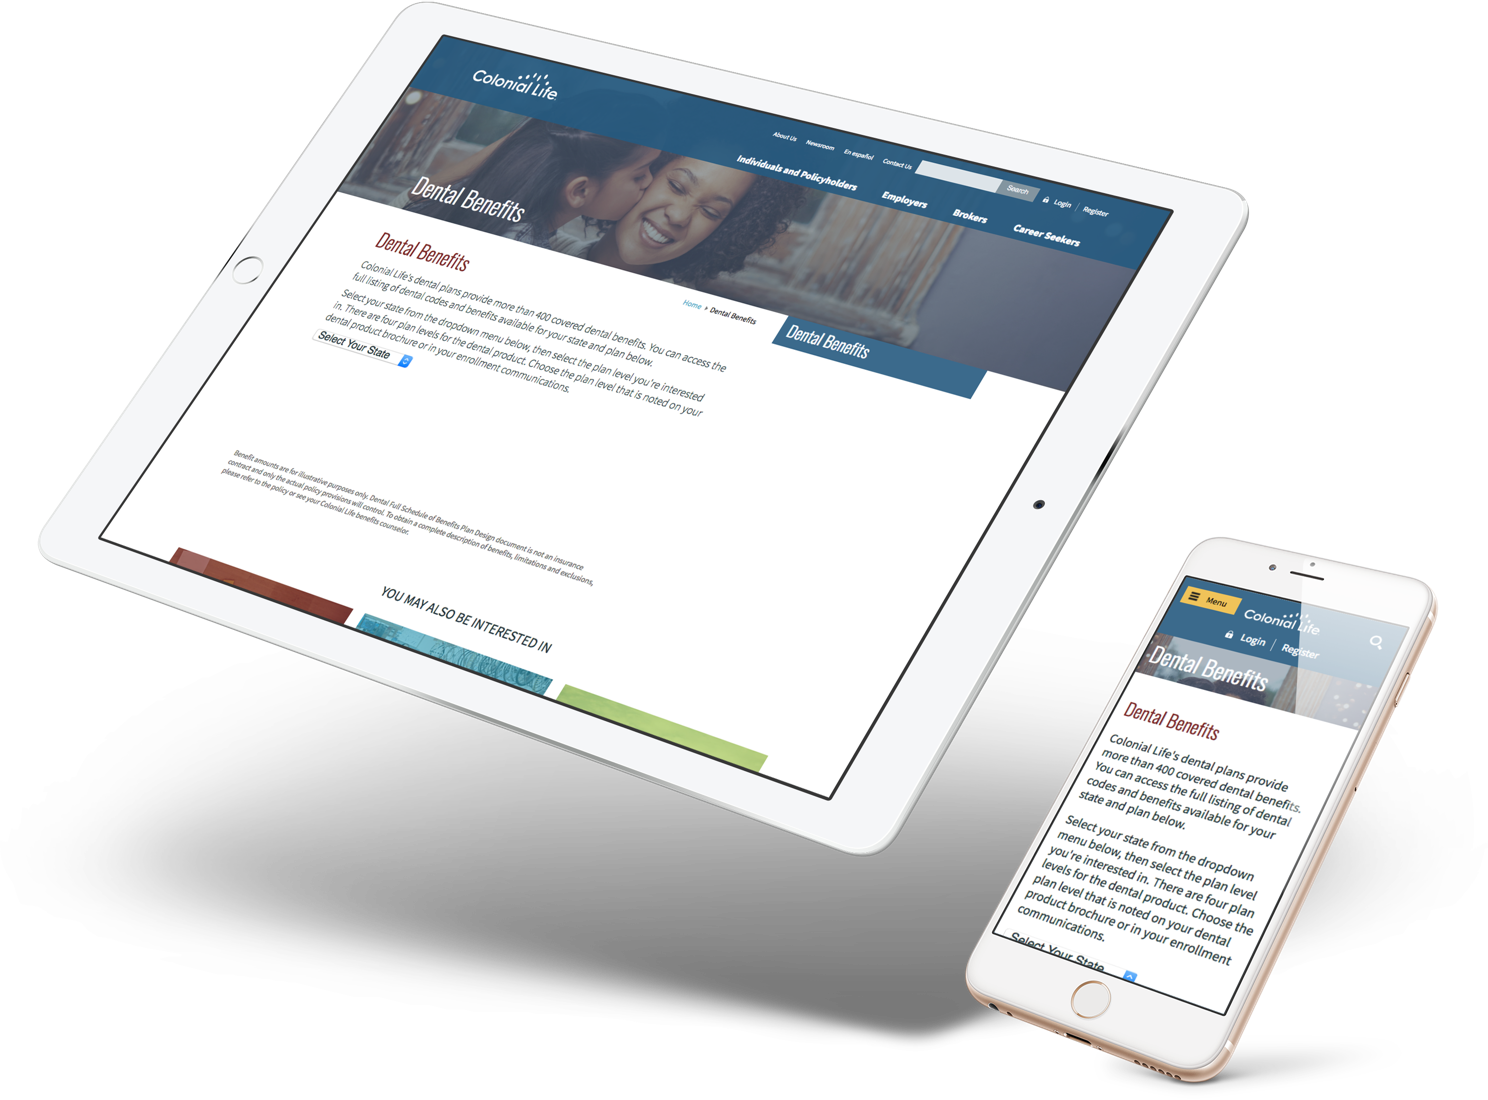 Colonial Life
About Us Newsroom En español Contact Us Search Login Register
Individuals and Policyholders Employers Brokers Career Seekers
Dental Benefits
Home > Dental Benefits
Dental Benefits
Dental Benefits
Colonial Life's dental plans provide more than 400 covered dental benefits. You can access the
full listing of dental codes and benefits available for your state and plan below.
Select your state from the dropdown menu below, then select the plan level you're interested
in. There are four plan levels for the dental product. Choose the plan level that is noted on your
dental product brochure or in your enrollment communications.
Select Your State
Benefit amounts are for illustrative purposes only. Dental Full Schedule of Benefits Plan Design document is not an insurance
contract and only the actual policy provisions will control. To obtain a complete description of benefits, limitations and exclusions,
please refer to the policy or see your Colonial Life benefits counselor.
YOU MAY ALSO BE INTERESTED IN
Menu
Colonial Life
Login | Register
Dental Benefits
Dental Benefits
Colonial Life's dental plans provide
more than 400 covered dental benefits.
You can access the full listing of dental
codes and benefits available for your
state and plan below.
Select your state from the dropdown
menu below, then select the plan level
you're interested in. There are four plan
levels for the dental product. Choose the
plan level that is noted on your dental
product brochure or in your enrollment
communications.
Select Your State